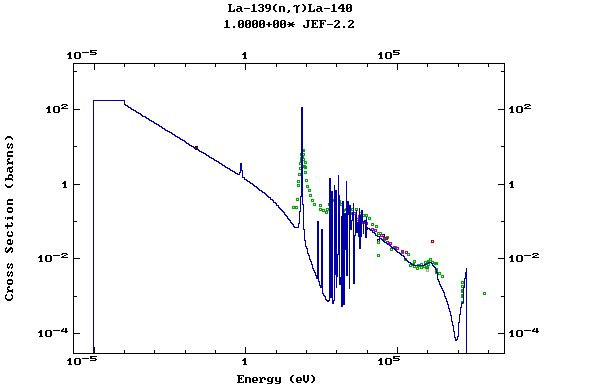 La-139(n,γ)La-140
1.0000+00* JEF-2.2
10⁻⁵ 1 10⁵
10² 10²
1 1
10⁻² 10⁻²
10⁻⁴ 10⁻⁴
10⁻⁵ 1 10⁵
Cross Section (barns)
Energy (eV)